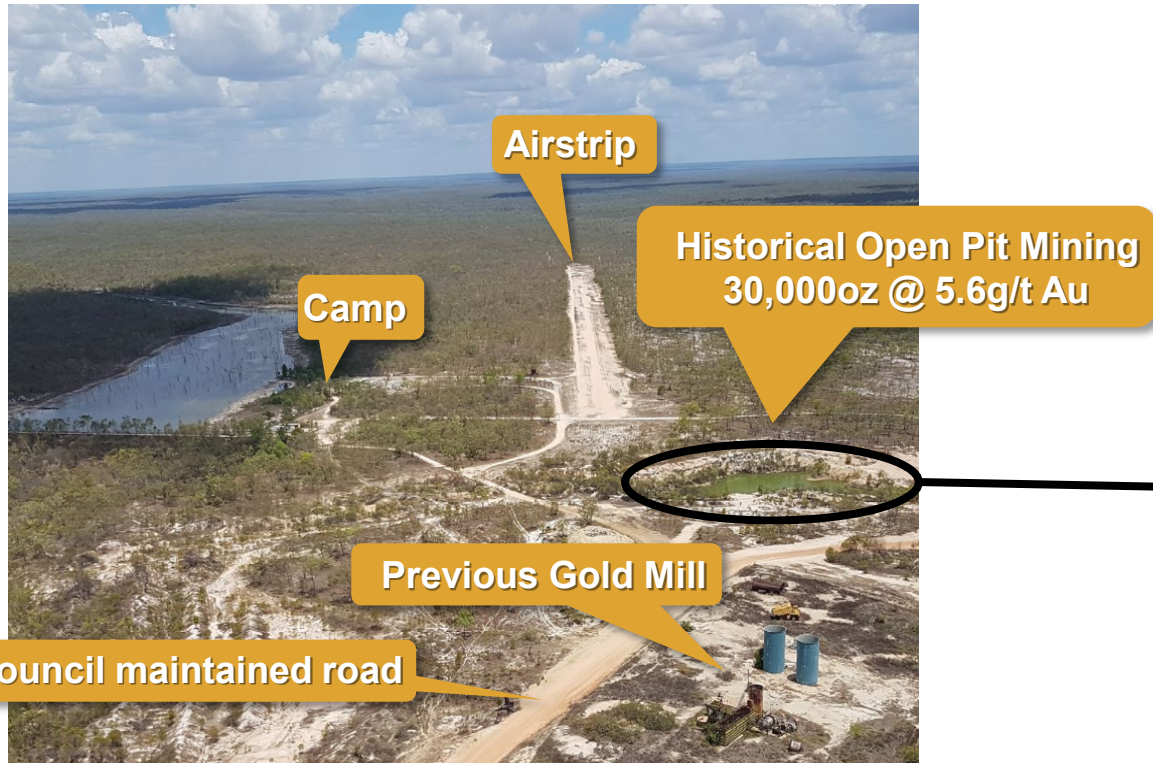 Airstrip
Historical Open Pit Mining
30,000oz @ 5.6g/t Au
Camp
Previous Gold Mill
ouncil maintained road